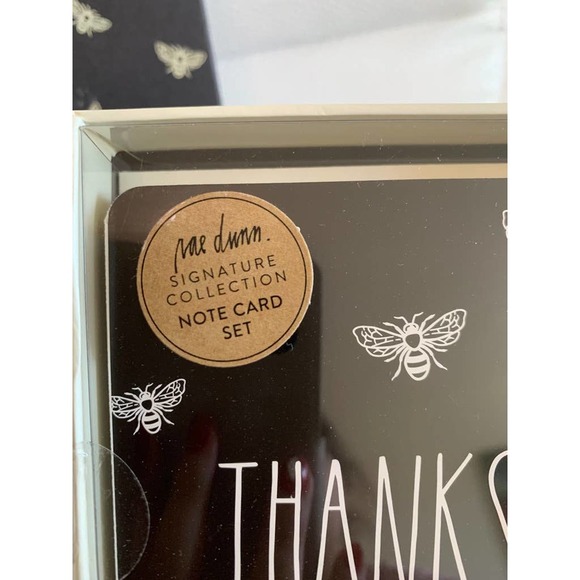 rae dunn.
SIGNATURE
COLLECTION
NOTE CARD
SET
THANK